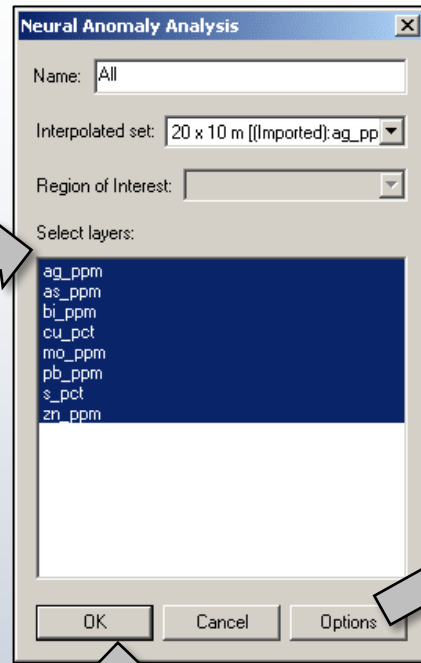 Neural Anomaly Analysis
Name: All
Interpolated set: 20 x 10 m [(Imported):ag_pp
Region of Interest:
Select layers:
ag_ppm
as_ppm
bi_ppm
cu_pct
mo_ppm
pb_ppm
s_pct
zn_ppm
OK Cancel Options